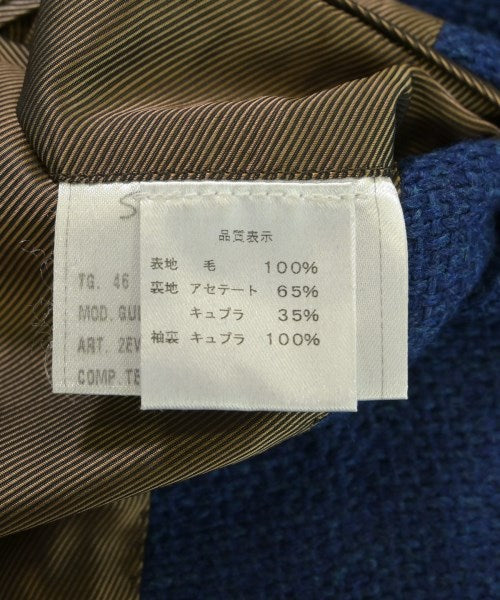 品質表示
表地 毛 100%
裏地 アセテート 65%
キュプラ 35%
袖裏 キュプラ 100%
TG. 46
MOD. GU
ART. 2EV
COMP. TE